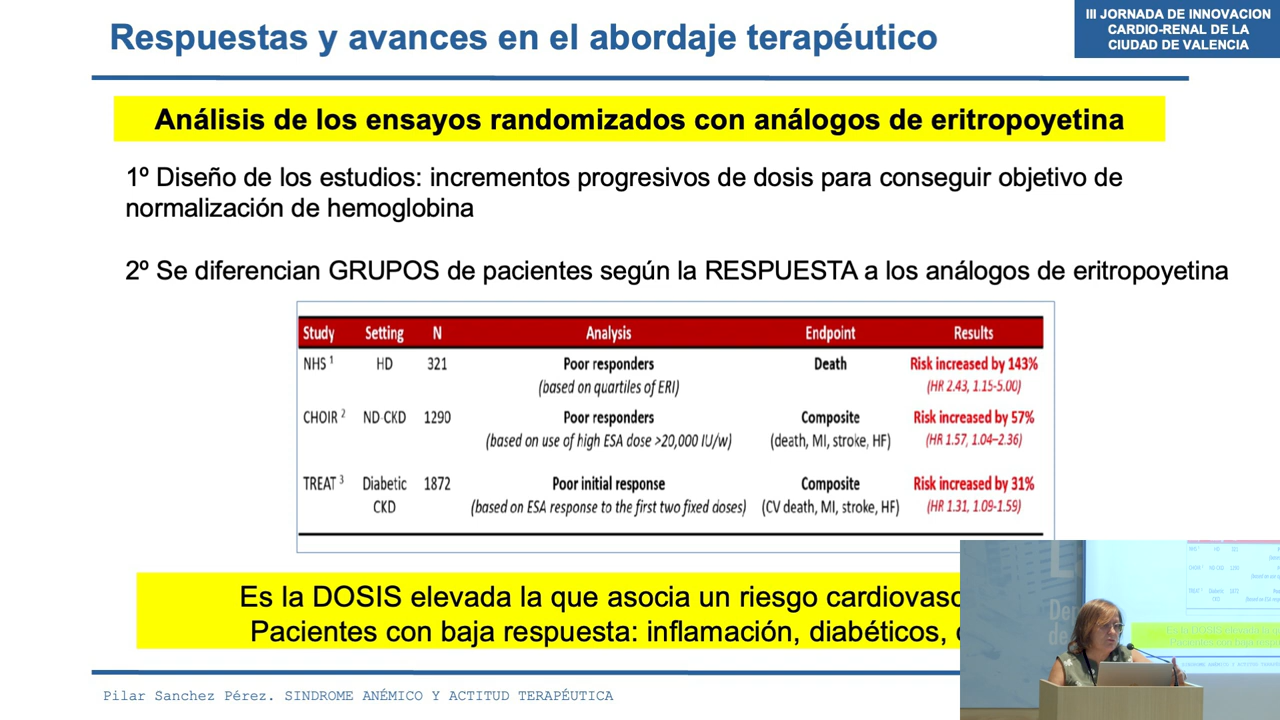 III JORNADA DE INNOVACION
CARDIO-RENAL DE LA
CIUDAD DE VALENCIA
Respuestas y avances en el abordaje terapéutico
Análisis de los ensayos randomizados con análogos de eritropoyetina
1º Diseño de los estudios: incrementos progresivos de dosis para conseguir objetivo de
normalización de hemoglobina
2º Se diferencian GRUPOS de pacientes según la RESPUESTA a los análogos de eritropoyetina
Study Setting N Analysis Endpoint Results
NHS 1 HD 321 Poor responders Death Risk increased by 143%
(based on quartiles of ERI) (HR 2.43, 1.15-5.00)
CHOIR 2 ND-CKD 1290 Poor responders Composite Risk increased by 57%
(based on use of high ESA dose >20,000 IU/w) (death, MI, stroke, HF) (HR 1.57, 1.04–2.36)
TREAT 3 Diabetic 1872 Poor initial response Composite Risk increased by 31%
CKD (based on ESA response to the first two fixed doses) (CV death, MI, stroke, HF) (HR 1.31, 1.09-1.59)
Es la DOSIS elevada la que asocia un riesgo cardiovasc
Pacientes con baja respuesta: inflamación, diabéticos,
Pilar Sanchez Pérez. SINDROME ANÉMICO Y ACTITUD TERAPÉUTICA